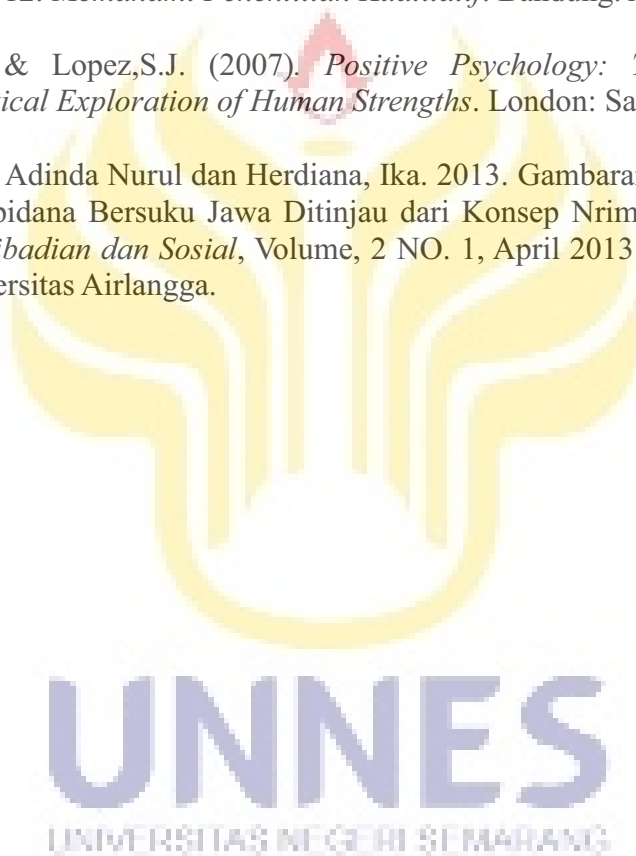 & Lopez,S.J. (2007). Positive Psychology:
ical Exploration of Human Strengths. London: Sa
Adinda Nurul dan Herdiana, Ika. 2013. Gambaran
pidana Bersuku Jawa Ditinjau dari Konsep Nrim
ibadian dan Sosial, Volume, 2 NO. 1, April 2013
ersitas Airlangga.
UNNES
UNIVERSITAS NEGERI SEMARANG